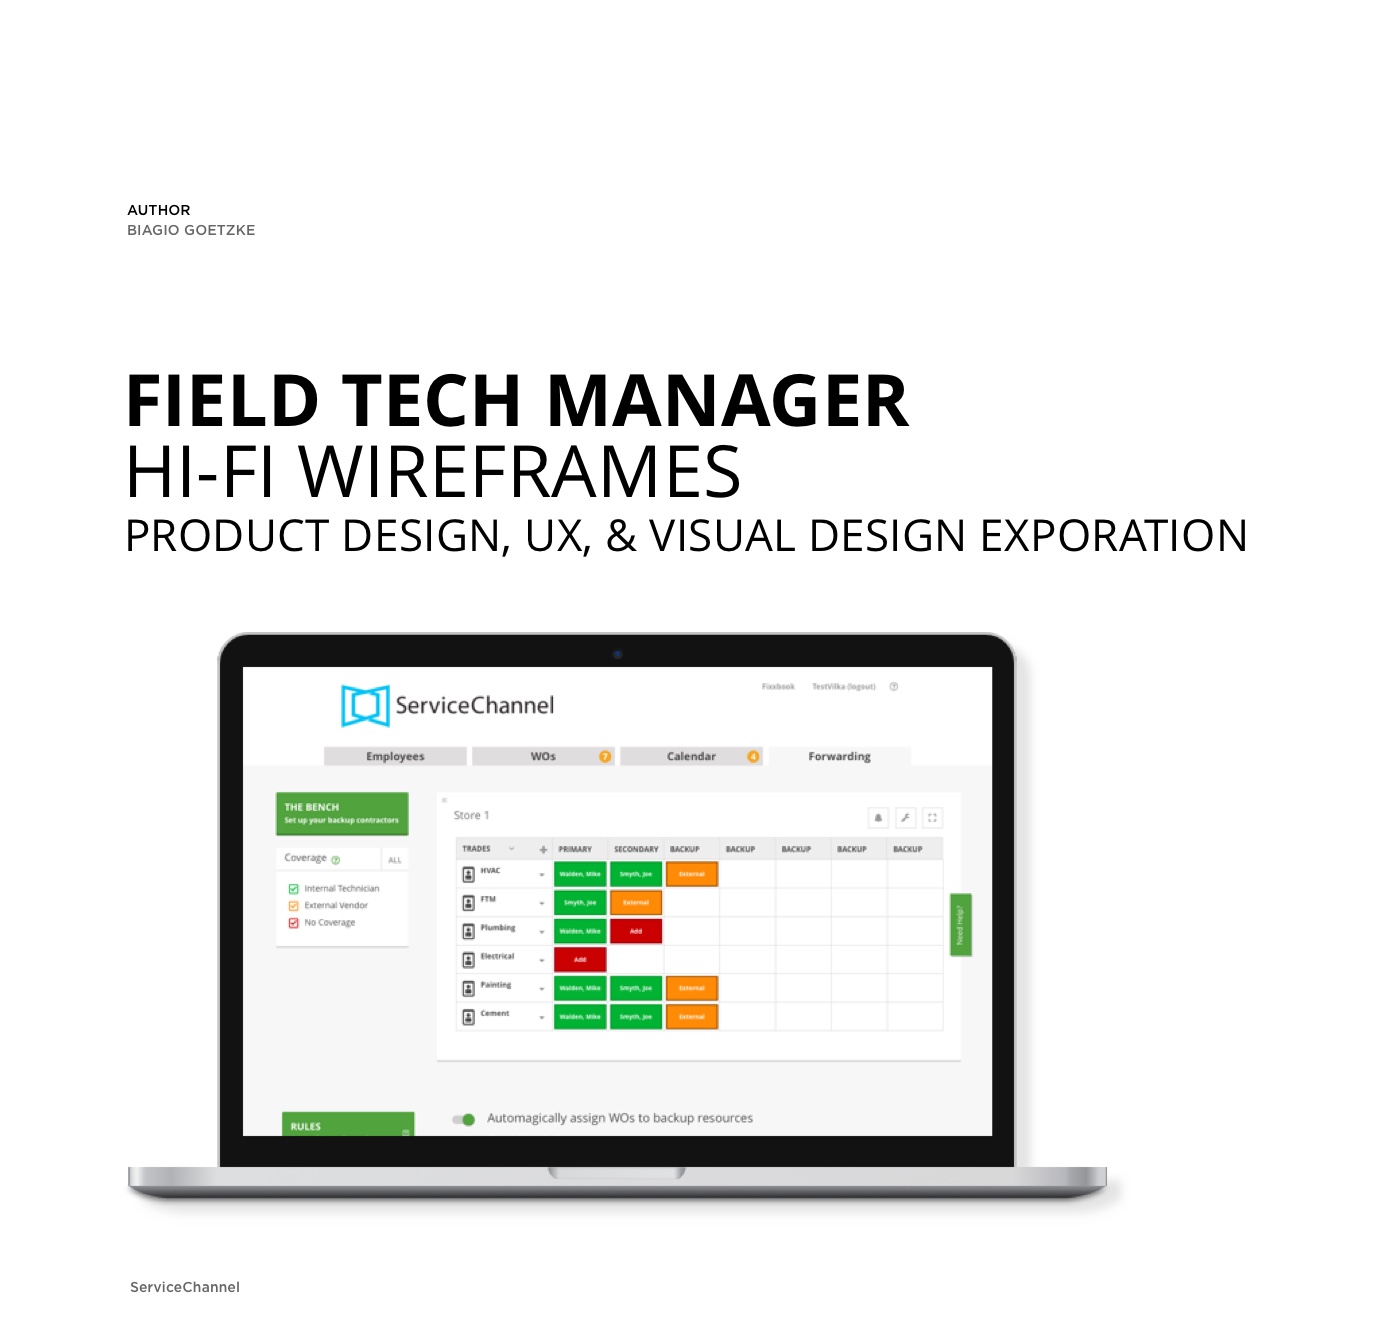 AUTHOR
BIAGIO GOETZKE
FIELD TECH MANAGER
HI-FI WIREFRAMES
PRODUCT DESIGN, UX, & VISUAL DESIGN EXPORATION
ServiceChannel
Fixxbook TestVilka (logout)
Employees WOs 7 Calendar 4 Forwarding
THE BENCH
Set up your backup contractors
Coverage ? ALL
Internal Technician
External Vendor
No Coverage
Store 1
TRADES + PRIMARY SECONDARY BACKUP BACKUP BACKUP BACKUP BACKUP
HVAC Walden, Mike Smyth, Joe External
FTM Smyth, Joe External
Plumbing Walden, Mike Add
Electrical Add
Painting Walden, Mike Smyth, Joe External
Cement Walden, Mike Smyth, Joe External
Need Help?
Automagically assign WOs to backup resources
RULES
ServiceChannel